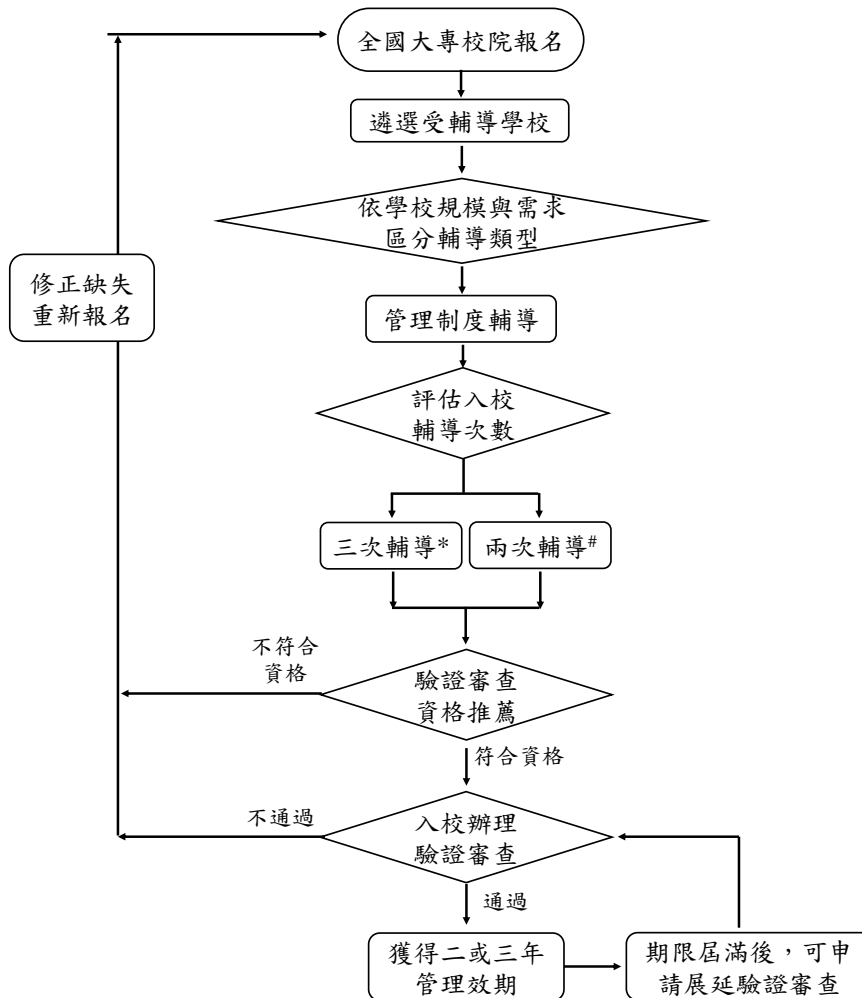 全國大專校院報名
遴選受輔導學校
依學校規模與需求
區分輔導類型
修正缺失
重新報名
管理制度輔導
評估入校
輔導次數
三次輔導*
兩次輔導#
不符合
資格
驗證審查
資格推薦
符合資格
不通過
入校辦理
驗證審查
通過
獲得二或三年
管理效期
期限屆滿後，可申
請展延驗證審查